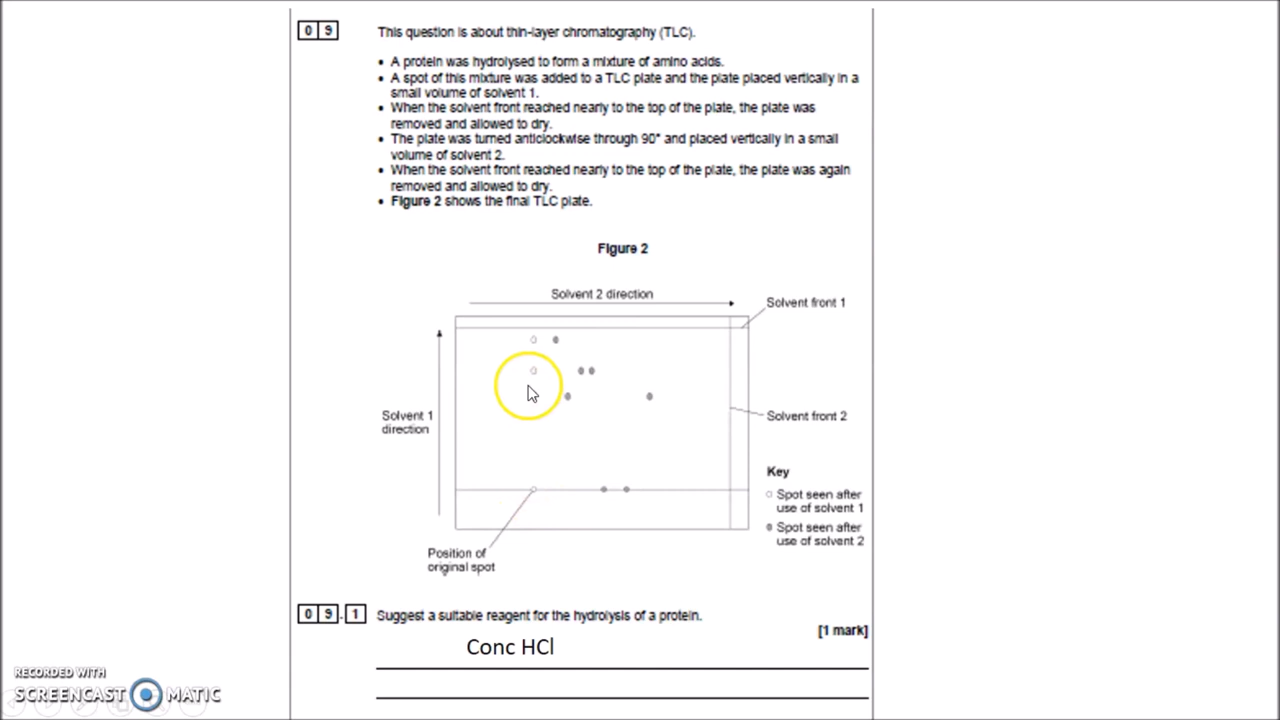 0 9 This question is about thin-layer chromatography (TLC).
• A protein was hydrolysed to form a mixture of amino acids.
• A spot of this mixture was added to a TLC plate and the plate placed vertically in a
small volume of solvent 1.
• When the solvent front reached nearly to the top of the plate, the plate was
removed and allowed to dry.
• The plate was turned anticlockwise through 90° and placed vertically in a small
volume of solvent 2.
• When the solvent front reached nearly to the top of the plate, the plate was again
removed and allowed to dry.
• Figure 2 shows the final TLC plate.
Figure 2
Solvent 2 direction
Solvent front 1
Solvent 1
direction
Solvent front 2
Key
Spot seen after
use of solvent 1
Spot seen after
use of solvent 2
Position of
original spot
0 9 . 1 Suggest a suitable reagent for the hydrolysis of a protein.
[1 mark]
Conc HCl
RECORDED WITH
SCREENCAST MATIC